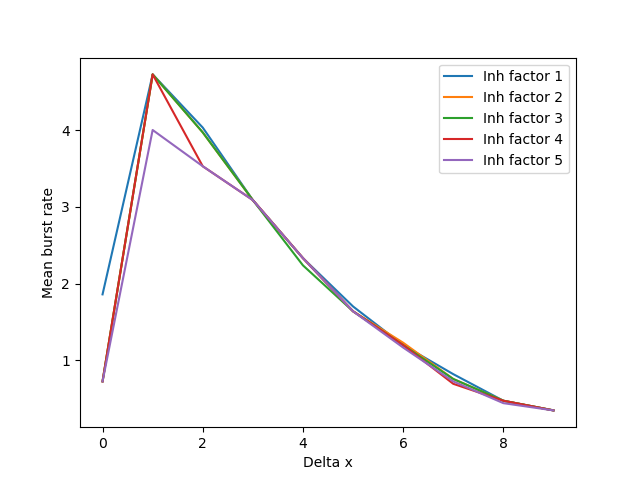 Inh factor 1
Inh factor 2
Inh factor 3
Inh factor 4
Inh factor 5
4
3
2
1
Mean burst rate
0 2 4 6 8
Delta x